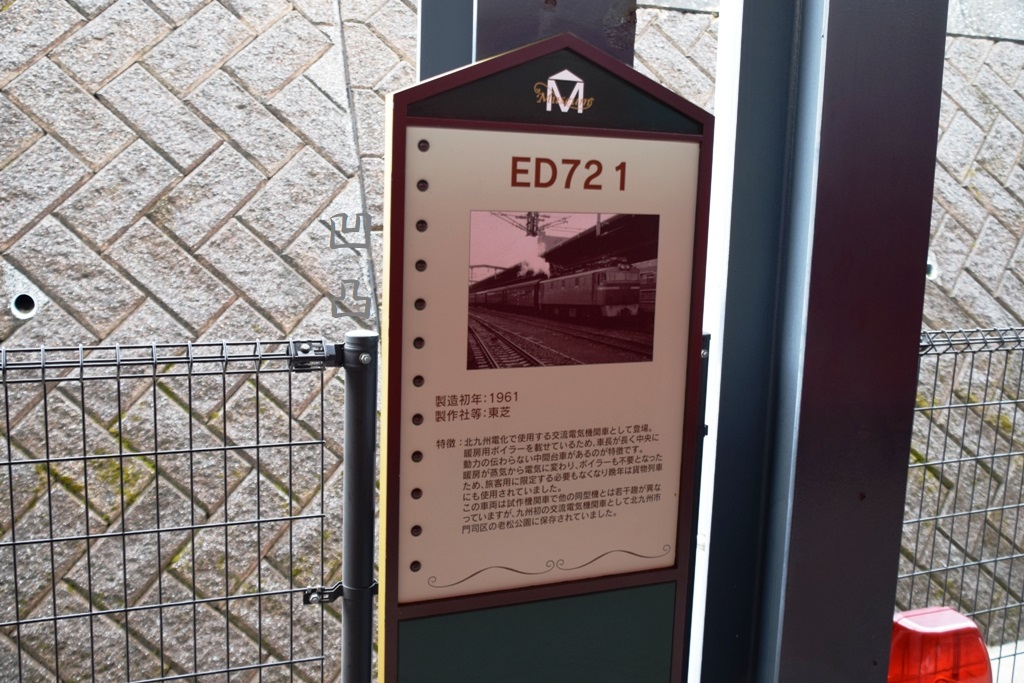 M
Museum
ED72 1
製造初年：1961
製作社等：東芝
特徴：北九州電化で使用する交流電気機関車として登場。
暖房用ボイラーを載せているため、車長が長く中央に
動力の伝わらない中間台車があるのが特徴です。
暖房が蒸気から電気に変わり、ボイラーも不要となった
ため、旅客用に限定する必要もなくなり晩年は貨物列車
にも使用されていました。
この車両は試作機関車で他の同型機とは若干趣が異な
っていますが、九州初の交流電気機関車として北九州市
門司区の老松公園に保存されていました。